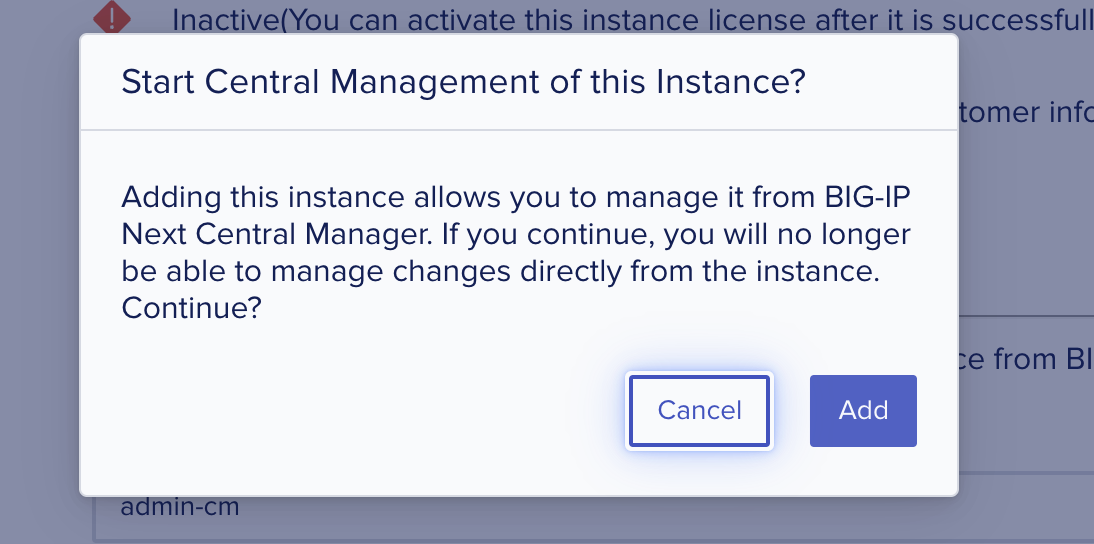 Inactive(You can activate this instance license after it is successfull
Start Central Management of this Instance?
tomer info
Adding this instance allows you to manage it from BIG-IP
Next Central Manager. If you continue, you will no longer
be able to manage changes directly from the instance.
Continue?
ce from BI
Cancel Add
admin-cm